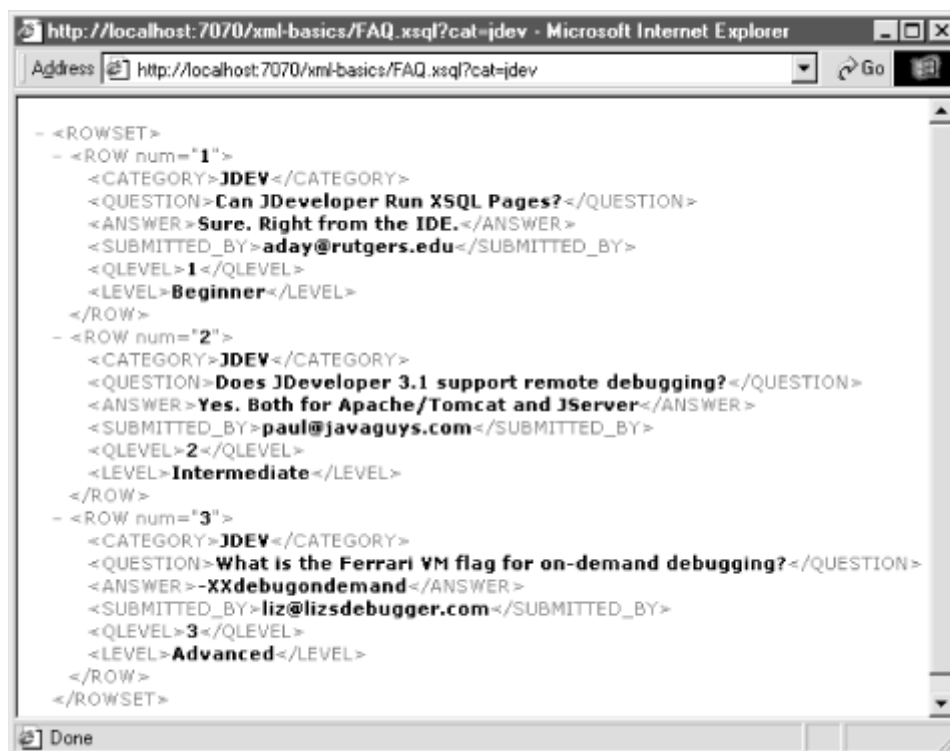 http://localhost:7070/xml-basics/FAQ.xsql?cat=jdev - Microsoft Internet Explorer
Address http://localhost:7070/xml-basics/FAQ.xsql?cat=jdev Go
- <ROWSET>
- <ROW num="1">
<CATEGORY>JDEV</CATEGORY>
<QUESTION>Can JDeveloper Run XSQL Pages?</QUESTION>
<ANSWER>Sure. Right from the IDE.</ANSWER>
<SUBMITTED_BY>aday@rutgers.edu</SUBMITTED_BY>
<QLEVEL>1</QLEVEL>
<LEVEL>Beginner</LEVEL>
</ROW>
- <ROW num="2">
<CATEGORY>JDEV</CATEGORY>
<QUESTION>Does JDeveloper 3.1 support remote debugging?</QUESTION>
<ANSWER>Yes. Both for Apache/Tomcat and JServer</ANSWER>
<SUBMITTED_BY>paul@javaguys.com</SUBMITTED_BY>
<QLEVEL>2</QLEVEL>
<LEVEL>Intermediate</LEVEL>
</ROW>
- <ROW num="3">
<CATEGORY>JDEV</CATEGORY>
<QUESTION>What is the Ferrari VM flag for on-demand debugging?</QUESTION>
<ANSWER>-XXdebugondemand</ANSWER>
<SUBMITTED_BY>liz@lizsdebugger.com</SUBMITTED_BY>
<QLEVEL>3</QLEVEL>
<LEVEL>Advanced</LEVEL>
</ROW>
</ROWSET>
Done